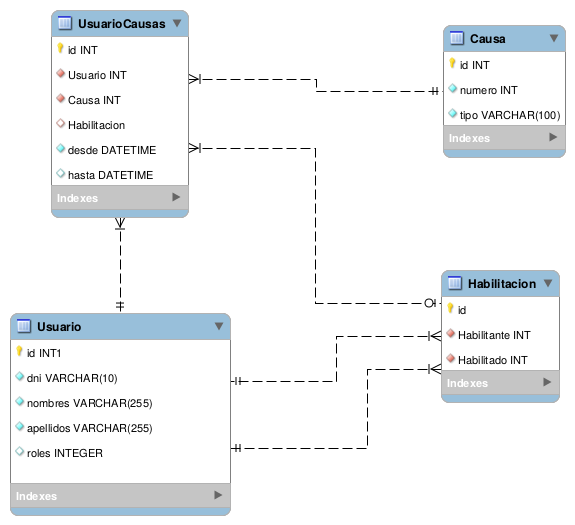 UsuarioCausas
id INT
Usuario INT
Causa INT
Habilitacion
desde DATETIME
hasta DATETIME
Indexes
Causa
id INT
numero INT
tipo VARCHAR(100)
Indexes
Usuario
id INT1
dni VARCHAR(10)
nombres VARCHAR(255)
apellidos VARCHAR(255)
roles INTEGER
Indexes
Habilitacion
id
Habilitante INT
Habilitado INT
Indexes